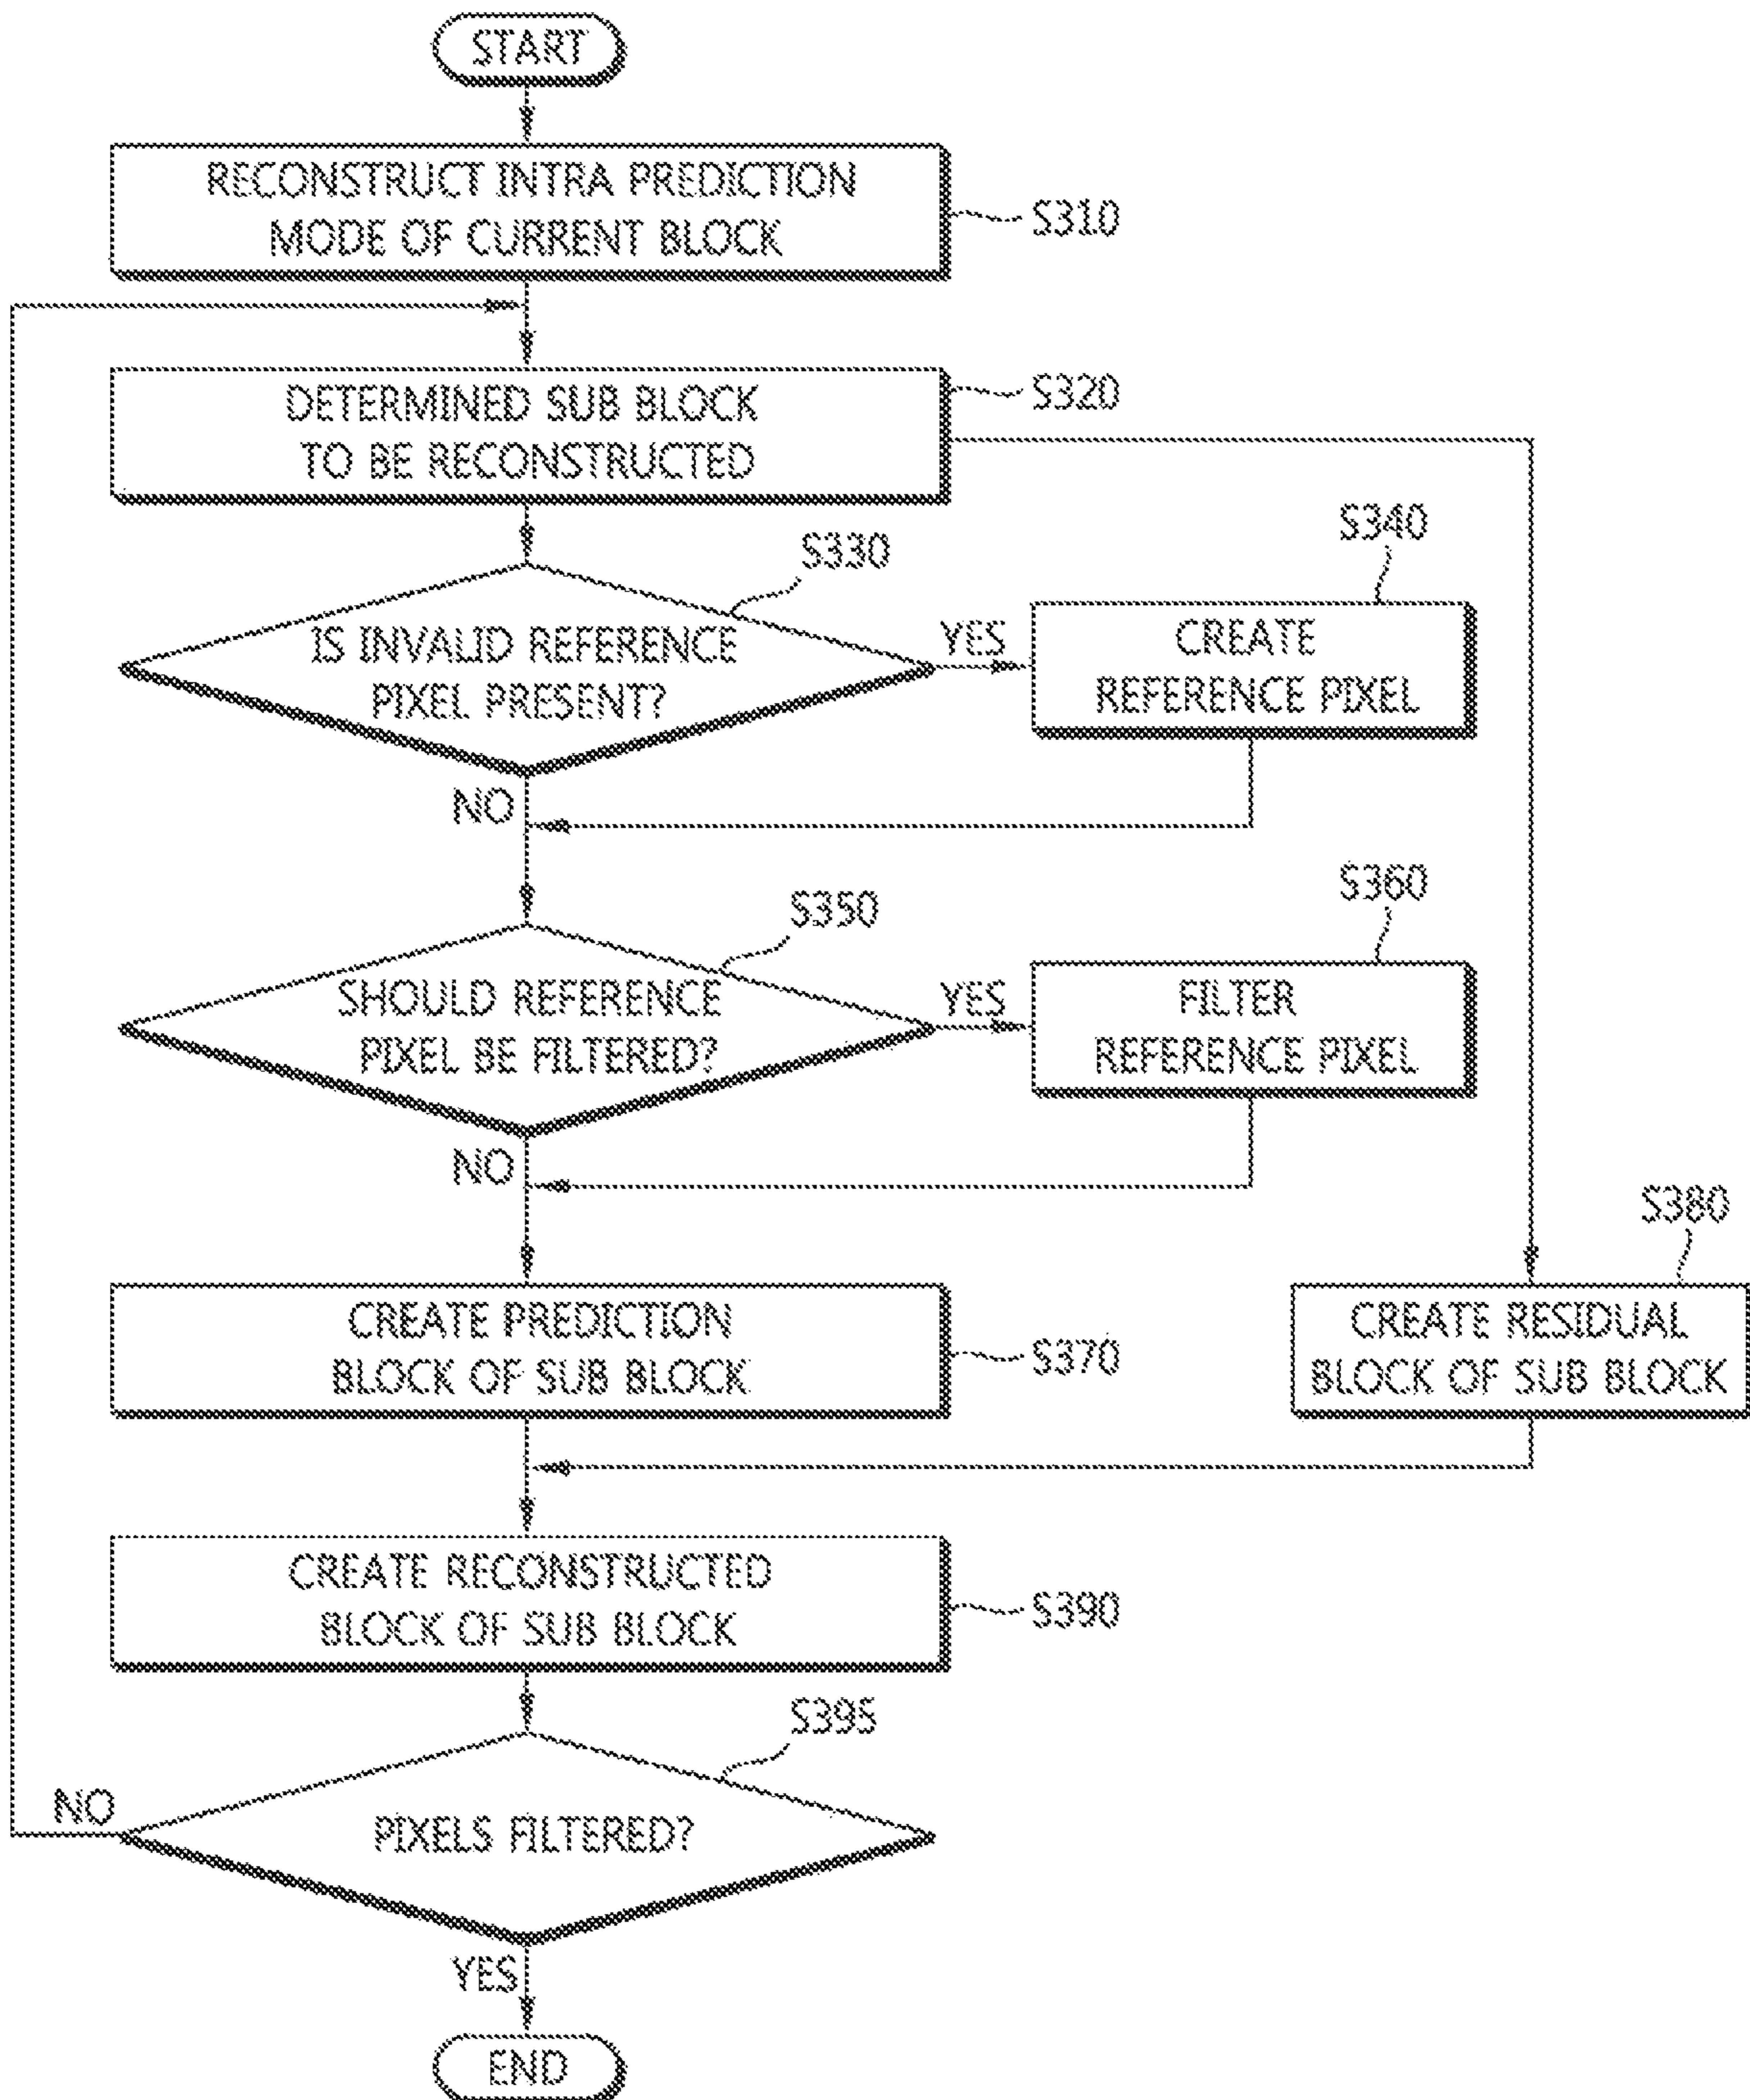 START
RECONSTRUCT INTRA PREDICTION
MODE OF CURRENT BLOCK
S310
DETERMINED SUB BLOCK
TO BE RECONSTRUCTED
S320
S330
IS INVALID REFERENCE
PIXEL PRESENT?
YES
S340
CREATE
REFERENCE PIXEL
NO
S350
SHOULD REFERENCE
PIXEL BE FILTERED?
YES
S360
FILTER
REFERENCE PIXEL
NO
CREATE PREDICTION
BLOCK OF SUB BLOCK
S370
S380
CREATE RESIDUAL
BLOCK OF SUB BLOCK
CREATE RECONSTRUCTED
BLOCK OF SUB BLOCK
S390
S395
PIXELS FILTERED?
NO
YES
END